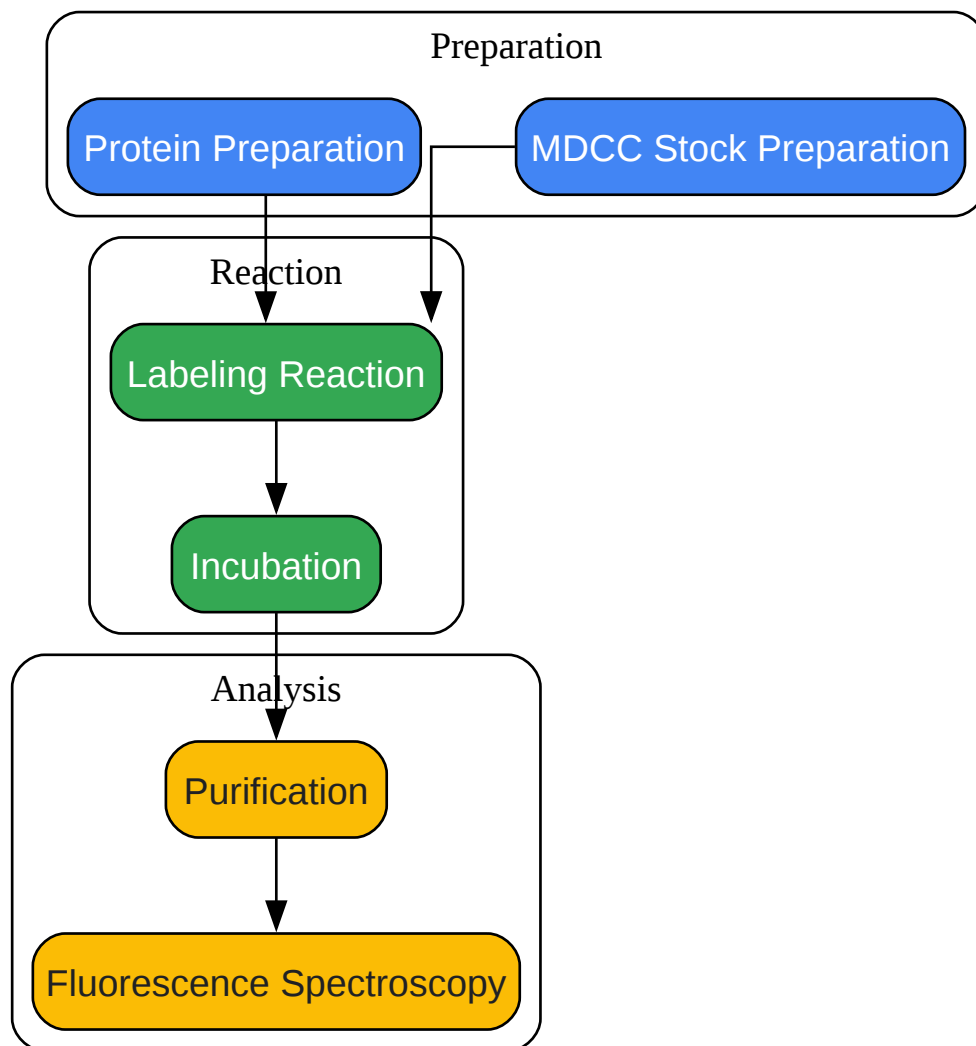 Preparation
Protein Preparation
MDCC Stock Preparation
Reaction
Labeling Reaction
Incubation
Analysis
Purification
Fluorescence Spectroscopy